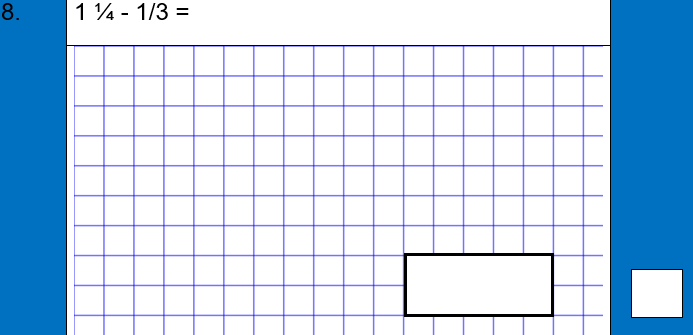 8. 1 ¼ - 1/3 =